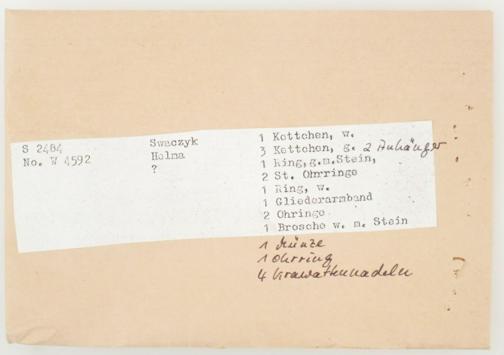 S 2484 Swaczyk 1 Kettchen, w.
No. W 4592 Helma 3 Kettchen, g. 2 Anhänger
? 1 Ring,g.m.Stein,
2 St. Ohrringe
1 Ring, w.
1 Gliederarmband
2 Ohringe
1 Brosche w. m. Stein
1 Münze
1 Ohrring
4 Krawattennadeln